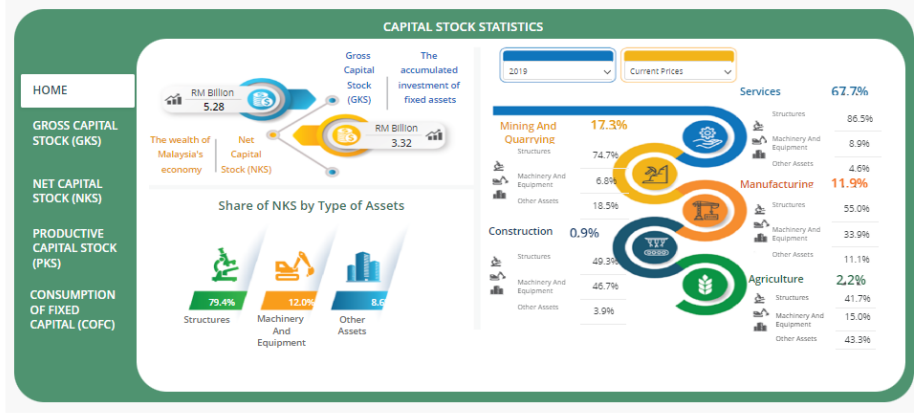 CAPITAL STOCK STATISTICS
HOME
GROSS CAPITAL
STOCK (GKS)
NET CAPITAL
STOCK (NKS)
PRODUCTIVE
CAPITAL STOCK
(PKS)
CONSUMPTION
OF FIXED
CAPITAL (COFC)
RM Billion
5.28
Gross
Capital
Stock
(GKS)
The
accumulated
investment of
fixed assets
The wealth of
Malaysia's
economy
Net
Capital
Stock (NKS)
RM Billion
3.32
Share of NKS by Type of Assets
79.4%
Structures
12.0%
Machinery
And
Equipment
8.6
Other
Assets
2019
Current Prices
Services 67.7%
Structures 86.5%
Machinery And
Equipment 8.9%
Other Assets 4.6%
Mining And
Quarrying 17.3%
Structures 74.7%
Machinery And
Equipment 6.8%
Other Assets 18.5%
Manufacturing 11.9%
Structures 55.0%
Machinery And
Equipment 33.9%
Other Assets 11.1%
Construction 0.9%
Structures 49.3%
Machinery And
Equipment 46.7%
Other Assets 3.9%
Agriculture 2.2%
Structures 41.7%
Machinery And
Equipment 15.0%
Other Assets 43.3%